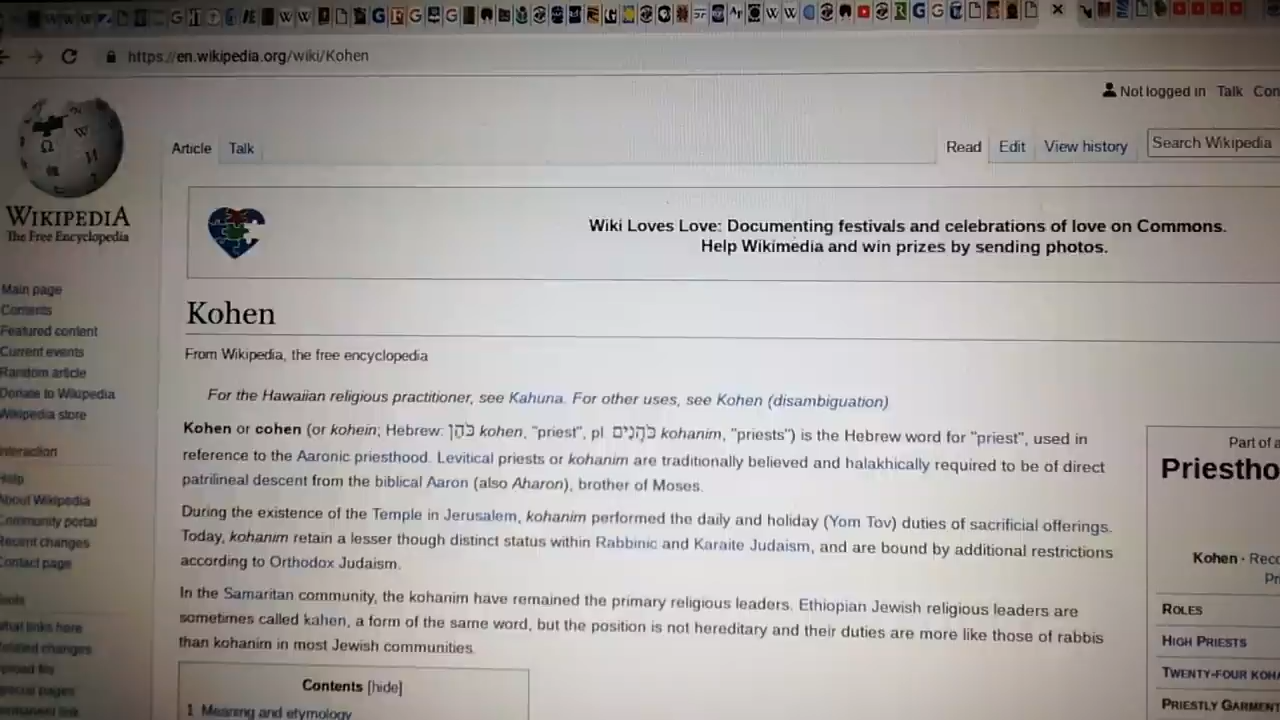 https://en.wikipedia.org/wiki/Kohen
Not logged in Talk
Article Talk
Read Edit View history
Search Wikipedia
WIKIPEDIA
The Free Encyclopedia
Wiki Loves Love: Documenting festivals and celebrations of love on Commons.
Help Wikimedia and win prizes by sending photos.
Main page
Contents
Featured content
Current events
Random article
Donate to Wikipedia
Wikipedia store
Interaction
Help
About Wikipedia
Community portal
Recent changes
Contact page
Tools
What links here
Related changes
Upload file
Special pages
Permanent link
Kohen
From Wikipedia, the free encyclopedia
For the Hawaiian religious practitioner, see Kahuna. For other uses, see Kohen (disambiguation)
Kohen or cohen (or kohein; Hebrew: כֹּהֵן kohen, "priest", pl. כֹּהֲנִים kohanim, "priests") is the Hebrew word for "priest", used in
reference to the Aaronic priesthood. Levitical priests or kohanim are traditionally believed and halakhically required to be of direct
patrilineal descent from the biblical Aaron (also Aharon), brother of Moses.
During the existence of the Temple in Jerusalem, kohanim performed the daily and holiday (Yom Tov) duties of sacrificial offerings.
Today, kohanim retain a lesser though distinct status within Rabbinic and Karaite Judaism, and are bound by additional restrictions
according to Orthodox Judaism.
In the Samaritan community, the kohanim have remained the primary religious leaders. Ethiopian Jewish religious leaders are
sometimes called kahen, a form of the same word, but the position is not hereditary and their duties are more like those of rabbis
than kohanim in most Jewish communities.
Contents [hide]
1 Meaning and etymology
Part of a
Priestho
Kohen ·
ROLES
HIGH PRIESTS
TWENTY-FOUR KOHA
PRIESTLY GARMENT